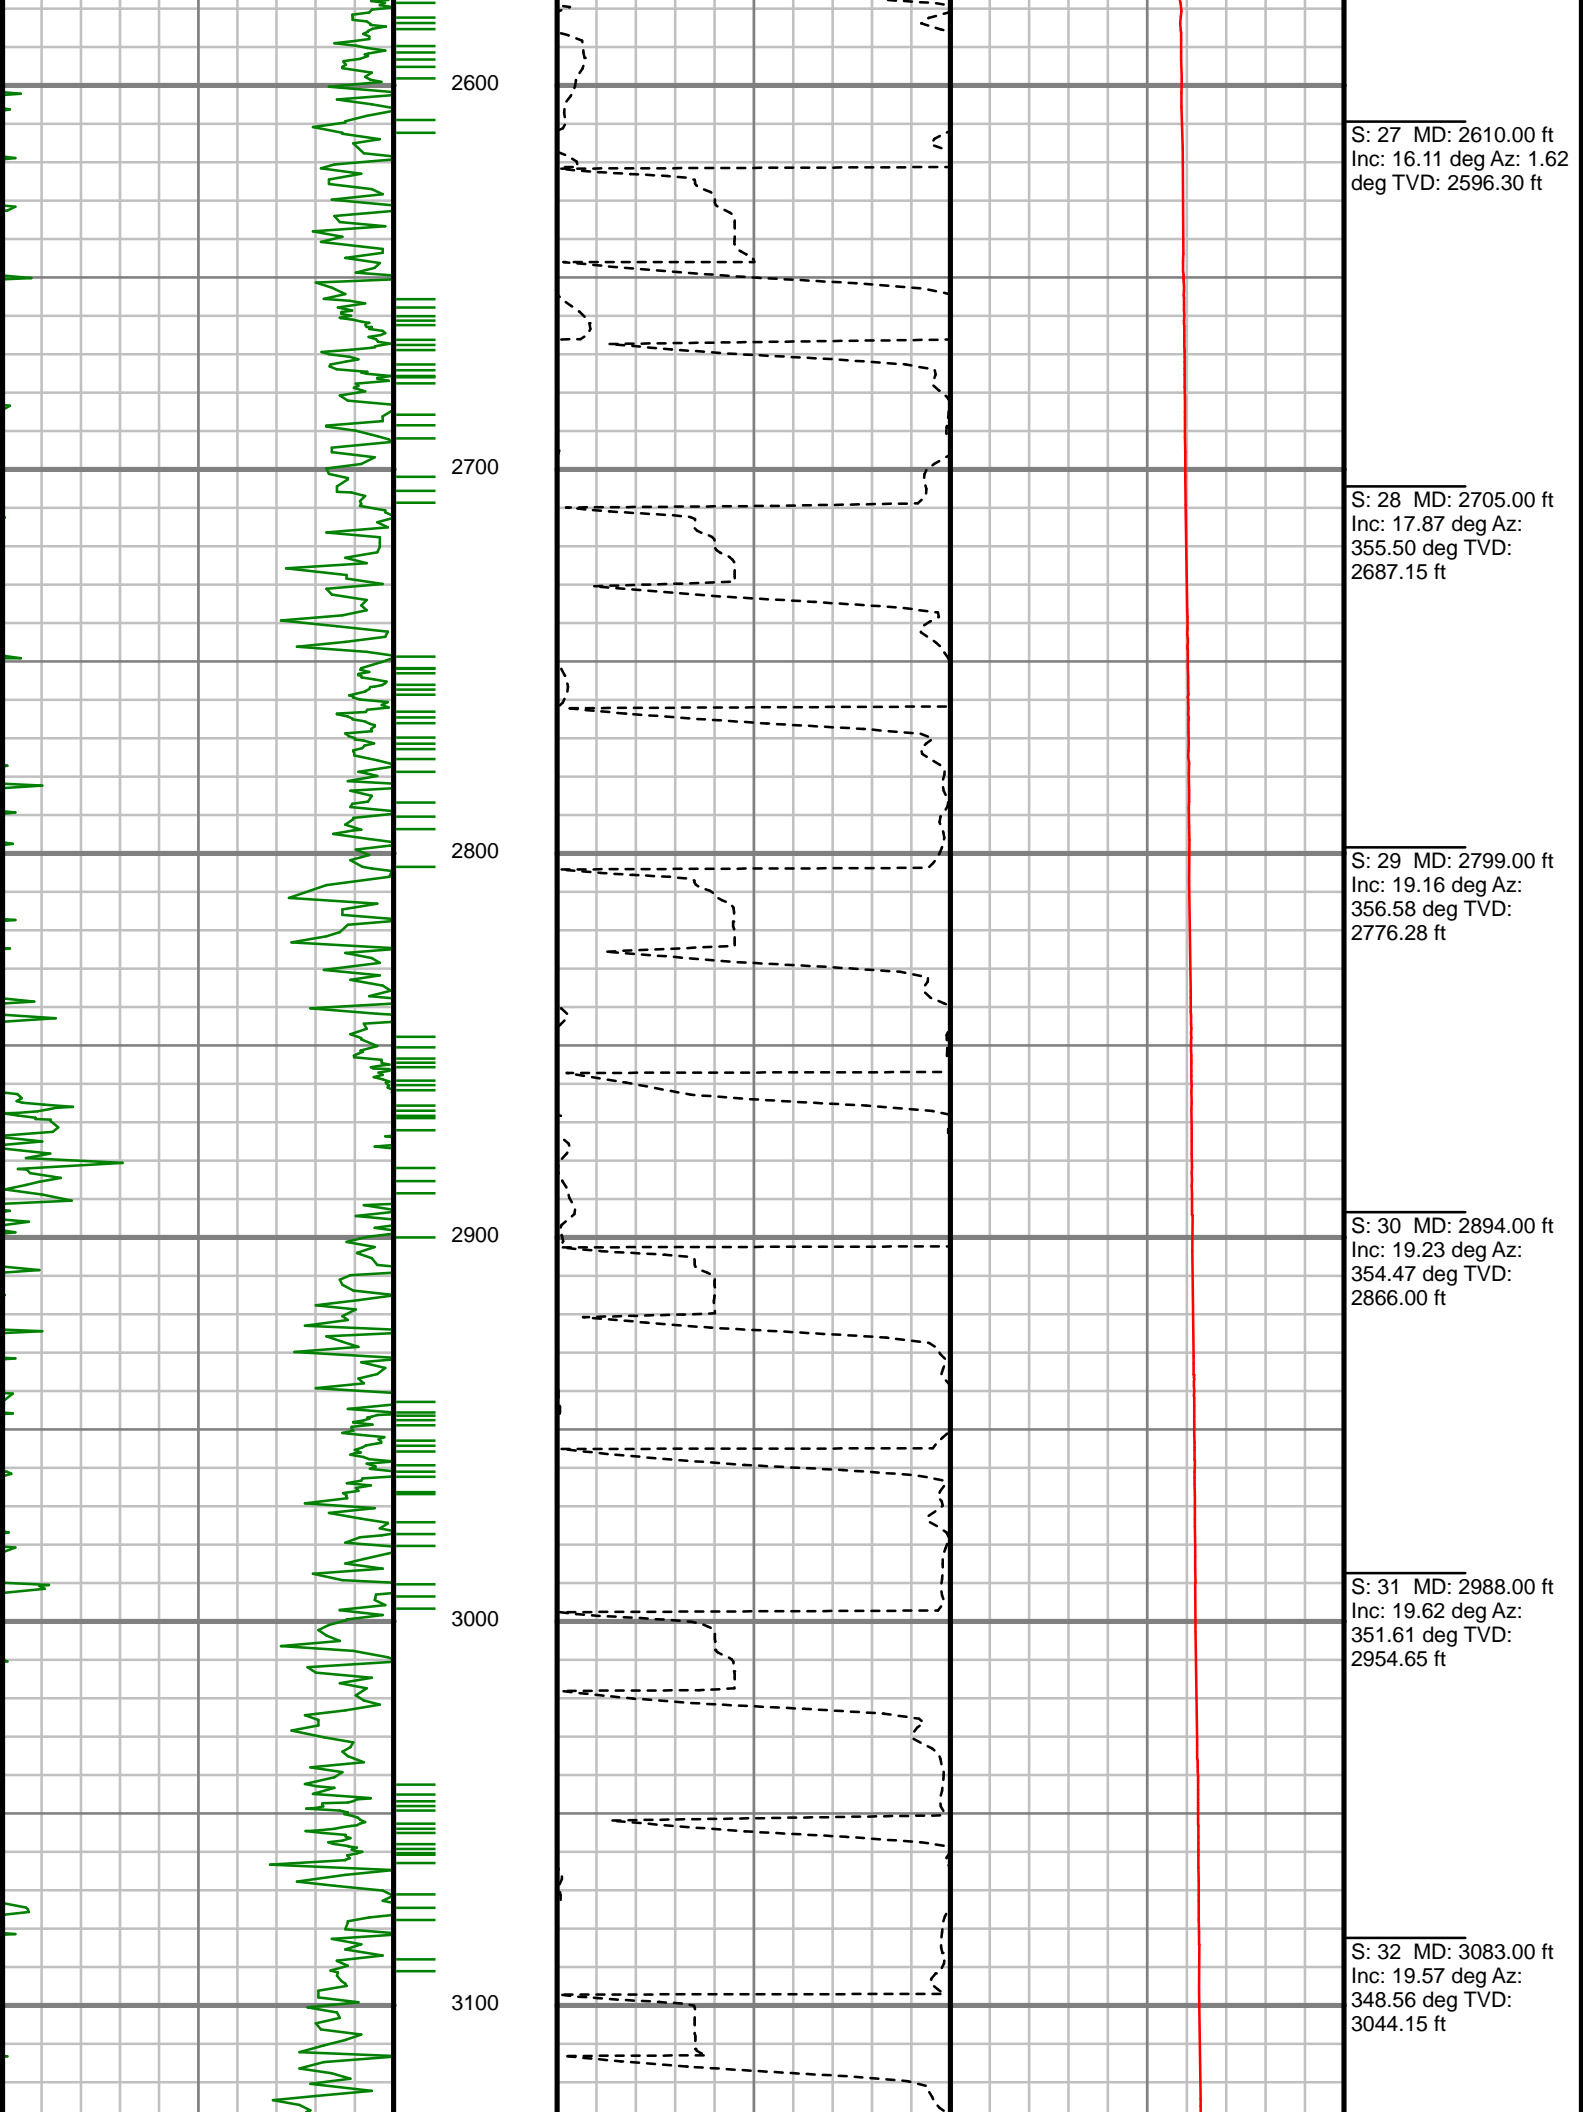 2600
S: 27 MD: 2610.00 ft
Inc: 16.11 deg Az: 1.62
deg TVD: 2596.30 ft
2700
S: 28 MD: 2705.00 ft
Inc: 17.87 deg Az:
355.50 deg TVD:
2687.15 ft
2800
S: 29 MD: 2799.00 ft
Inc: 19.16 deg Az:
356.58 deg TVD:
2776.28 ft
2900
S: 30 MD: 2894.00 ft
Inc: 19.23 deg Az:
354.47 deg TVD:
2866.00 ft
3000
S: 31 MD: 2988.00 ft
Inc: 19.62 deg Az:
351.61 deg TVD:
2954.65 ft
3100
S: 32 MD: 3083.00 ft
Inc: 19.57 deg Az:
348.56 deg TVD:
3044.15 ft